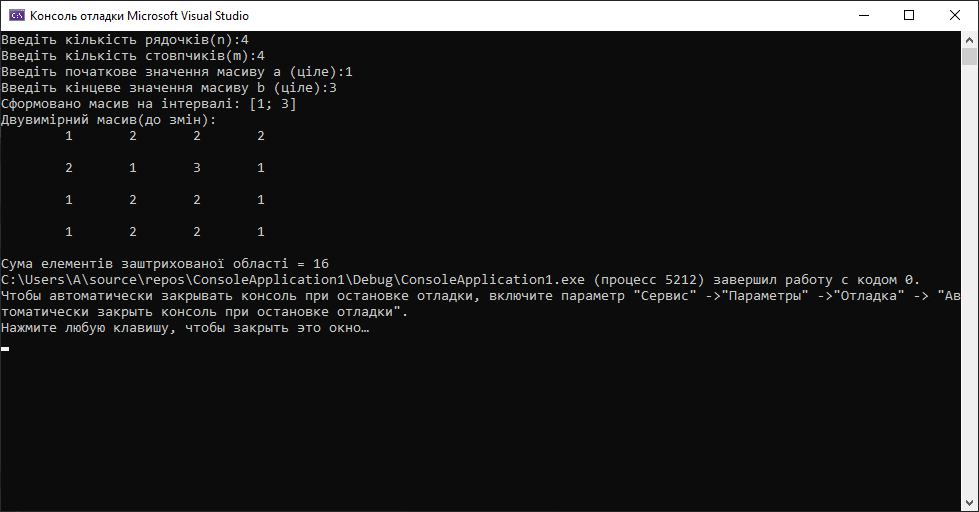 Консоль отладки Microsoft Visual Studio
Введіть кількість рядочків(n):4
Введіть кількість стовпчиків(m):4
Введіть початкове значення масиву a (ціле):1
Введіть кінцеве значення масиву b (ціле):3
Сформовано масив на інтервалі: [1; 3]
Двувимірний масив(до змін):
1 2 2 2
2 1 3 1
1 2 2 1
1 2 2 1
Сума елементів заштрихованої області = 16
C:\Users\A\source\repos\ConsoleApplication1\Debug\ConsoleApplication1.exe (процесс 5212) завершил работу с кодом 0.
Чтобы автоматически закрывать консоль при остановке отладки, включите параметр "Сервис" ->"Параметры" ->"Отладка" -> "Ав
томатически закрыть консоль при остановке отладки".
Нажмите любую клавишу, чтобы закрыть это окно…